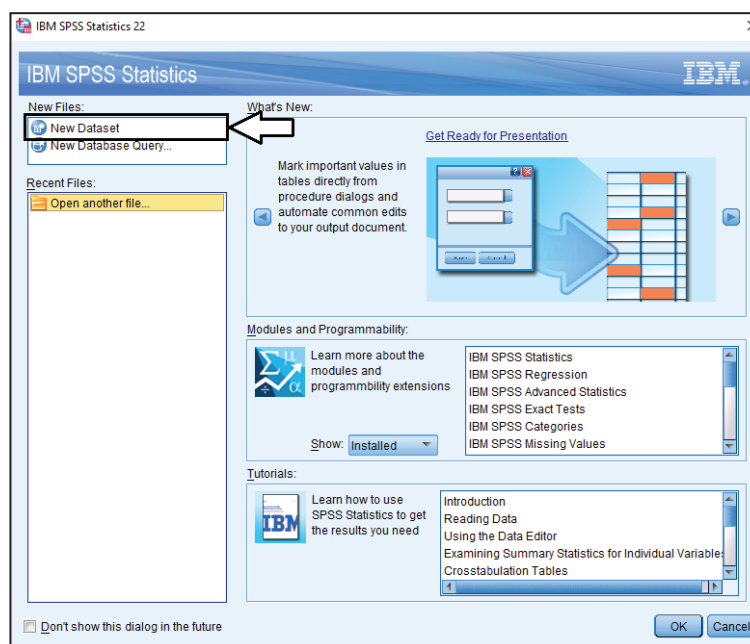 IBM SPSS Statistics 22
IBM SPSS Statistics
IBM.
New Files:
New Dataset
New Database Query...
Recent Files:
Open another file...
What's New:
Get Ready for Presentation
Mark important values in
tables directly from
procedure dialogs and
automate common edits
to your output document.
Modules and Programmability:
Learn more about the
modules and
programmbility extensions
Show: Installed
IBM SPSS Statistics
IBM SPSS Regression
IBM SPSS Advanced Statistics
IBM SPSS Exact Tests
IBM SPSS Categories
IBM SPSS Missing Values
Tutorials:
IBM
Learn how to use
SPSS Statistics to get
the results you need
Introduction
Reading Data
Using the Data Editor
Examining Summary Statistics for Individual Variable
Crosstabulation Tables
Don't show this dialog in the future
OK
Cancel